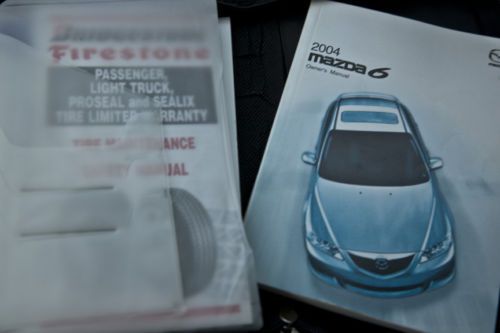 BRIDGESTONE
Firestone
PASSENGER,
LIGHT TRUCK,
PROSEAL and SEALIX
TIRE LIMITED WARRANTY
TIRE MAINTENANCE
SAFETY MANUAL
2004
mazda6
Owner's Manual